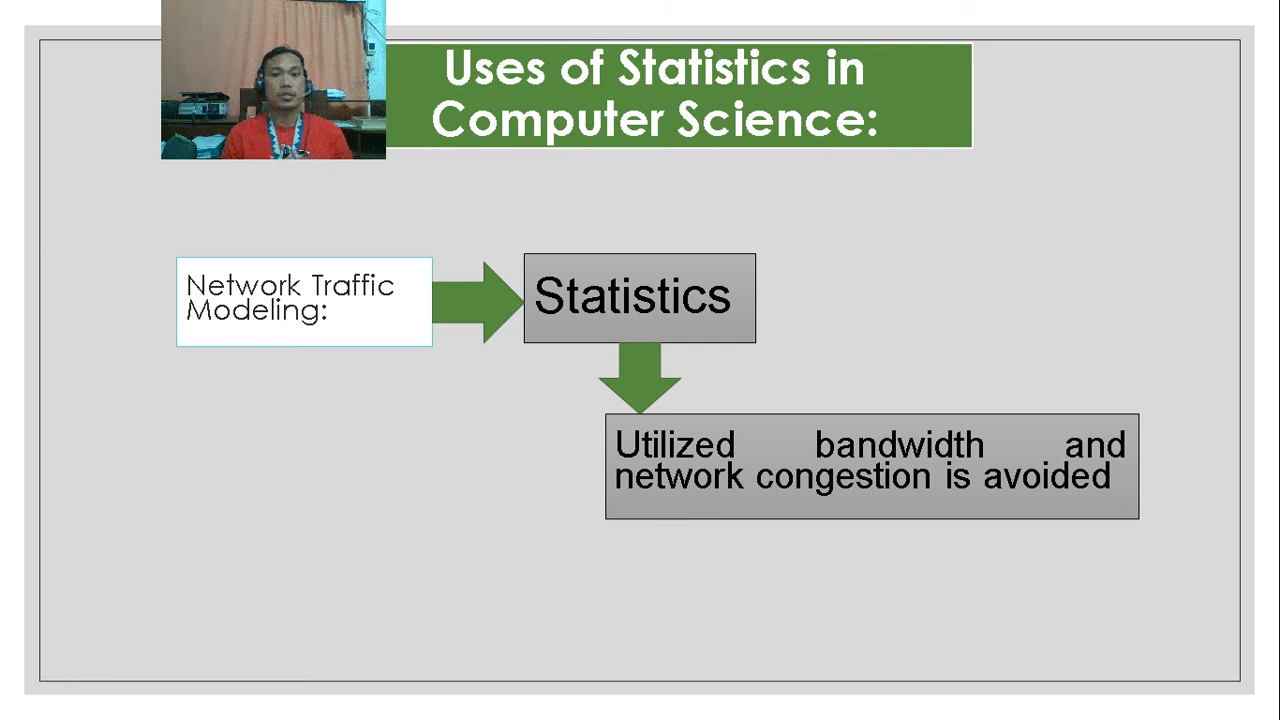 Uses of Statistics in
Computer Science:
Network Traffic
Modeling:
Statistics
Utilized bandwidth and
network congestion is avoided